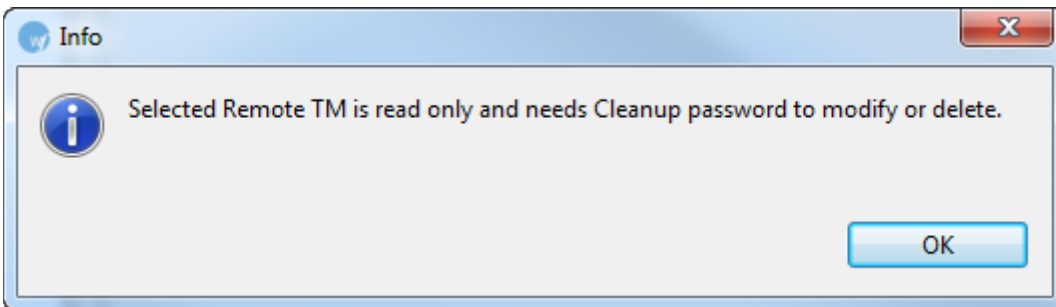 Info
Selected Remote TM is read only and needs Cleanup password to modify or delete.
OK